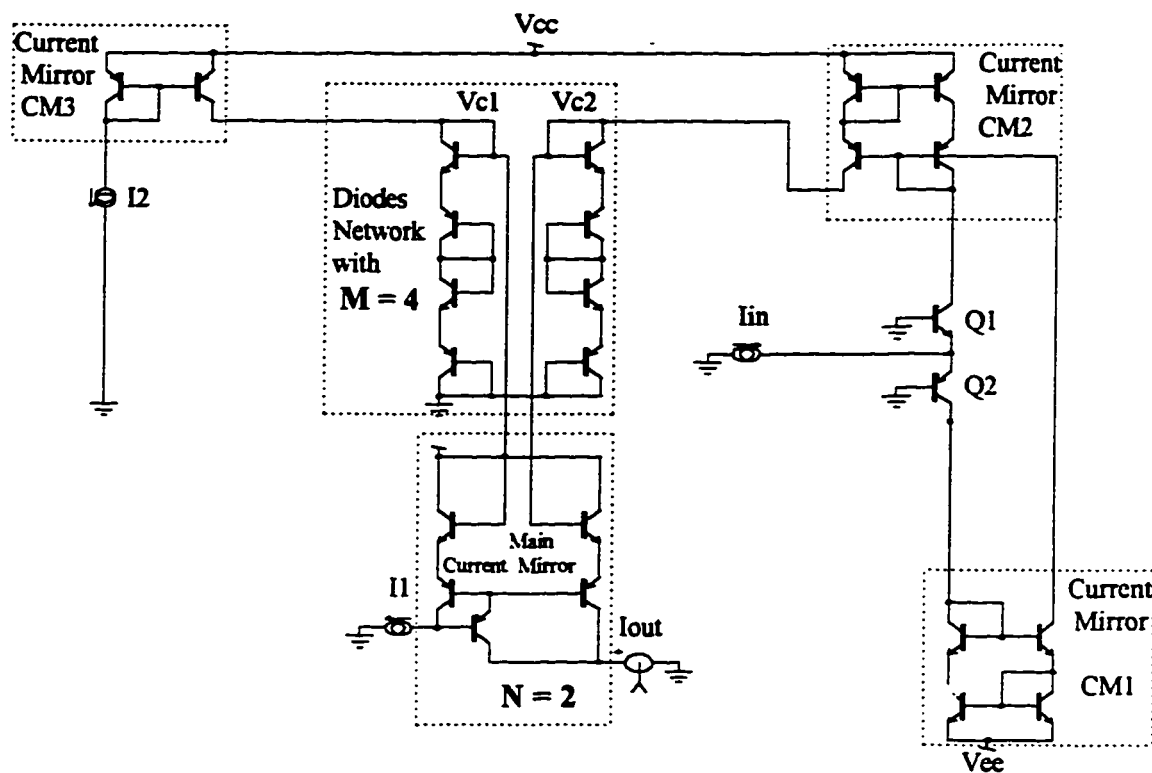 Vcc
Current
Mirror
CM3
Vc1
Vc2
Current
Mirror
CM2
I2
Diodes
Network
with
M = 4
Iin
Q1
Q2
Main
Current Mirror
I1
Iout
N = 2
Current
Mirror
CM1
Vee